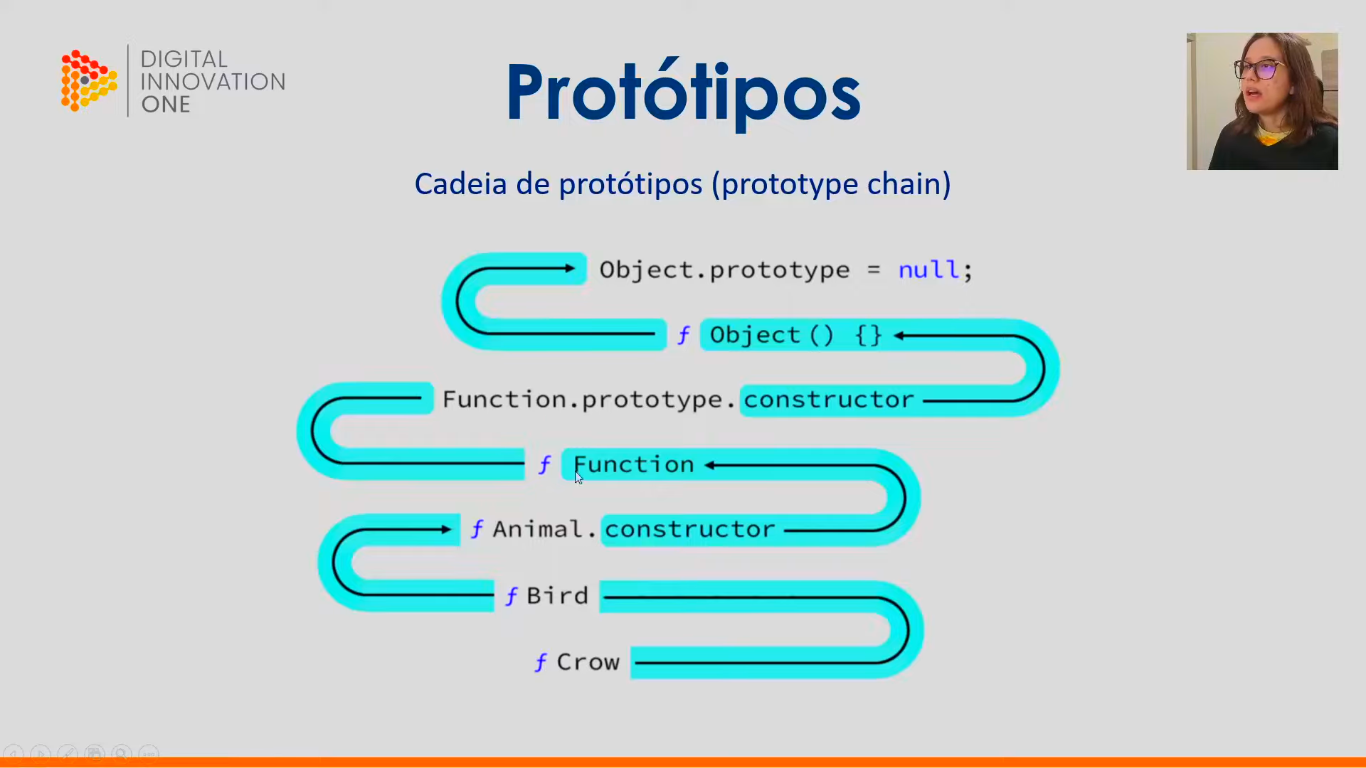 DIGITAL
INNOVATION
ONE
Protótipos
Cadeia de protótipos (prototype chain)
Object.prototype = null;
f Object() {}
Function.prototype.constructor
f Function
f Animal.constructor
f Bird
f Crow